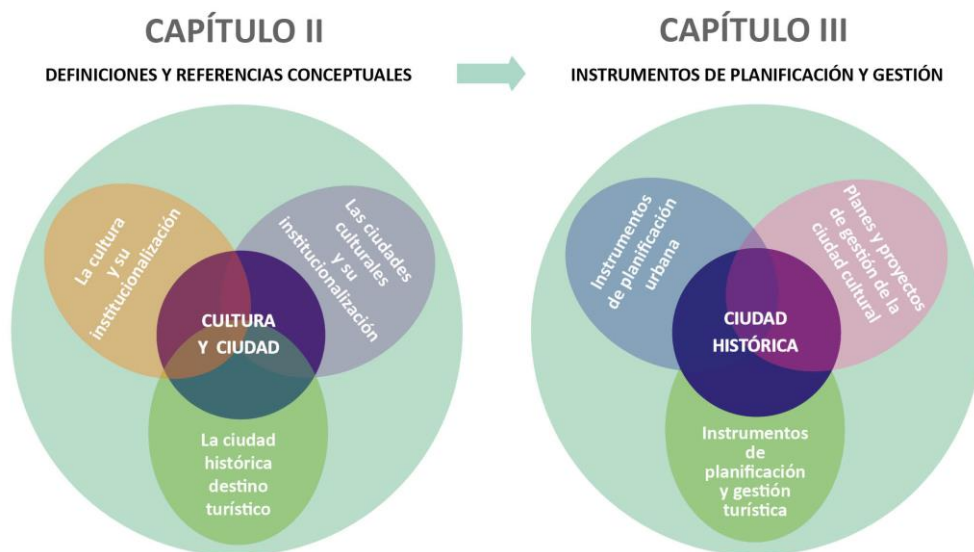 CAPÍTULO II
DEFINICIONES Y REFERENCIAS CONCEPTUALES
La cultura
y su
institucionalización
Las ciudades
culturales
y su
institucionalización
CULTURA
Y CIUDAD
La ciudad
histórica
destino
turístico
CAPÍTULO III
INSTRUMENTOS DE PLANIFICACIÓN Y GESTIÓN
Instrumentos
de planificación
urbana
Planes y proyectos
de gestión de la
ciudad cultural
CIUDAD
HISTÓRICA
Instrumentos
de
planificación
y gestión
turística